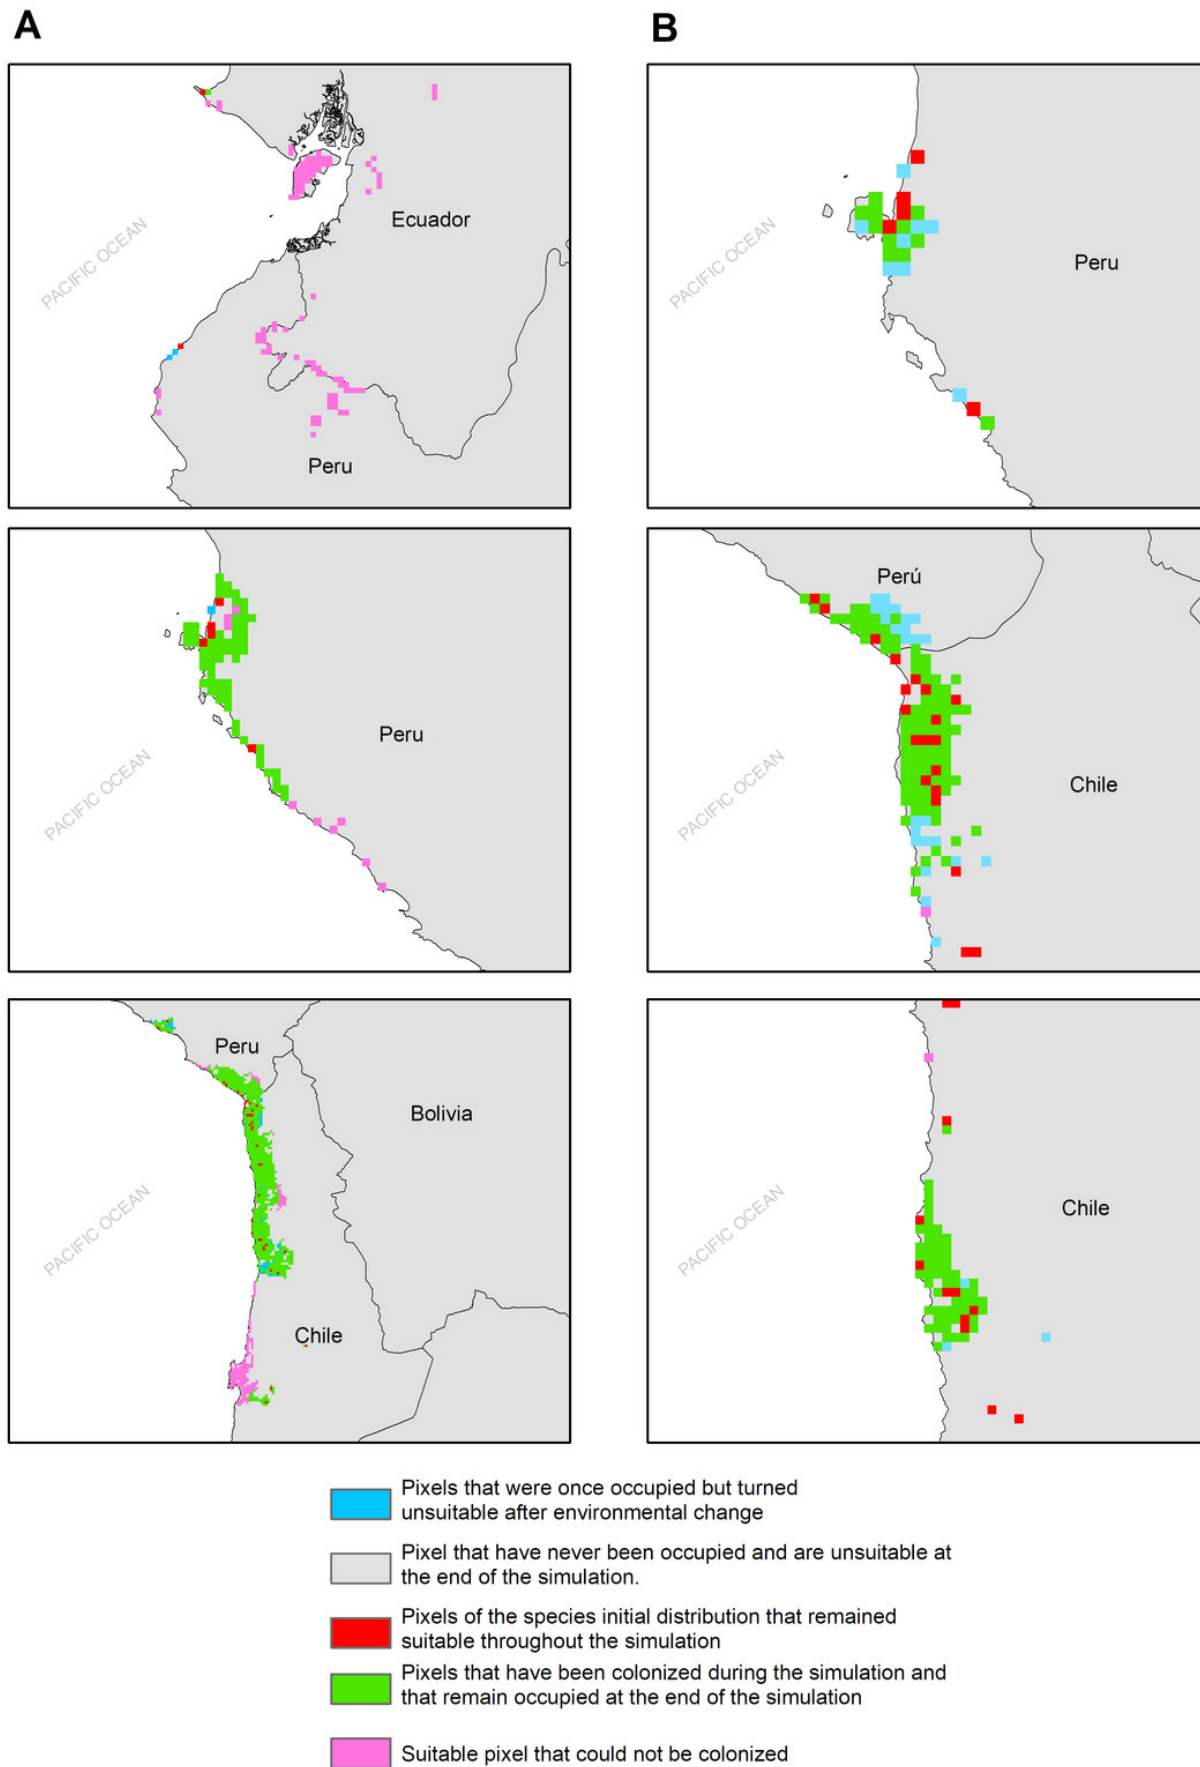 A
B
PACIFIC OCEAN
Ecuador
Peru
PACIFIC OCEAN
Peru
PACIFIC OCEAN
Peru
PACIFIC OCEAN
Perú
Chile
PACIFIC OCEAN
Peru
Bolivia
Chile
PACIFIC OCEAN
Chile
Pixels that were once occupied but turned
unsuitable after environmental change
Pixel that have never been occupied and are unsuitable at
the end of the simulation.
Pixels of the species initial distribution that remained
suitable throughout the simulation
Pixels that have been colonized during the simulation and
that remain occupied at the end of the simulation
Suitable pixel that could not be colonized